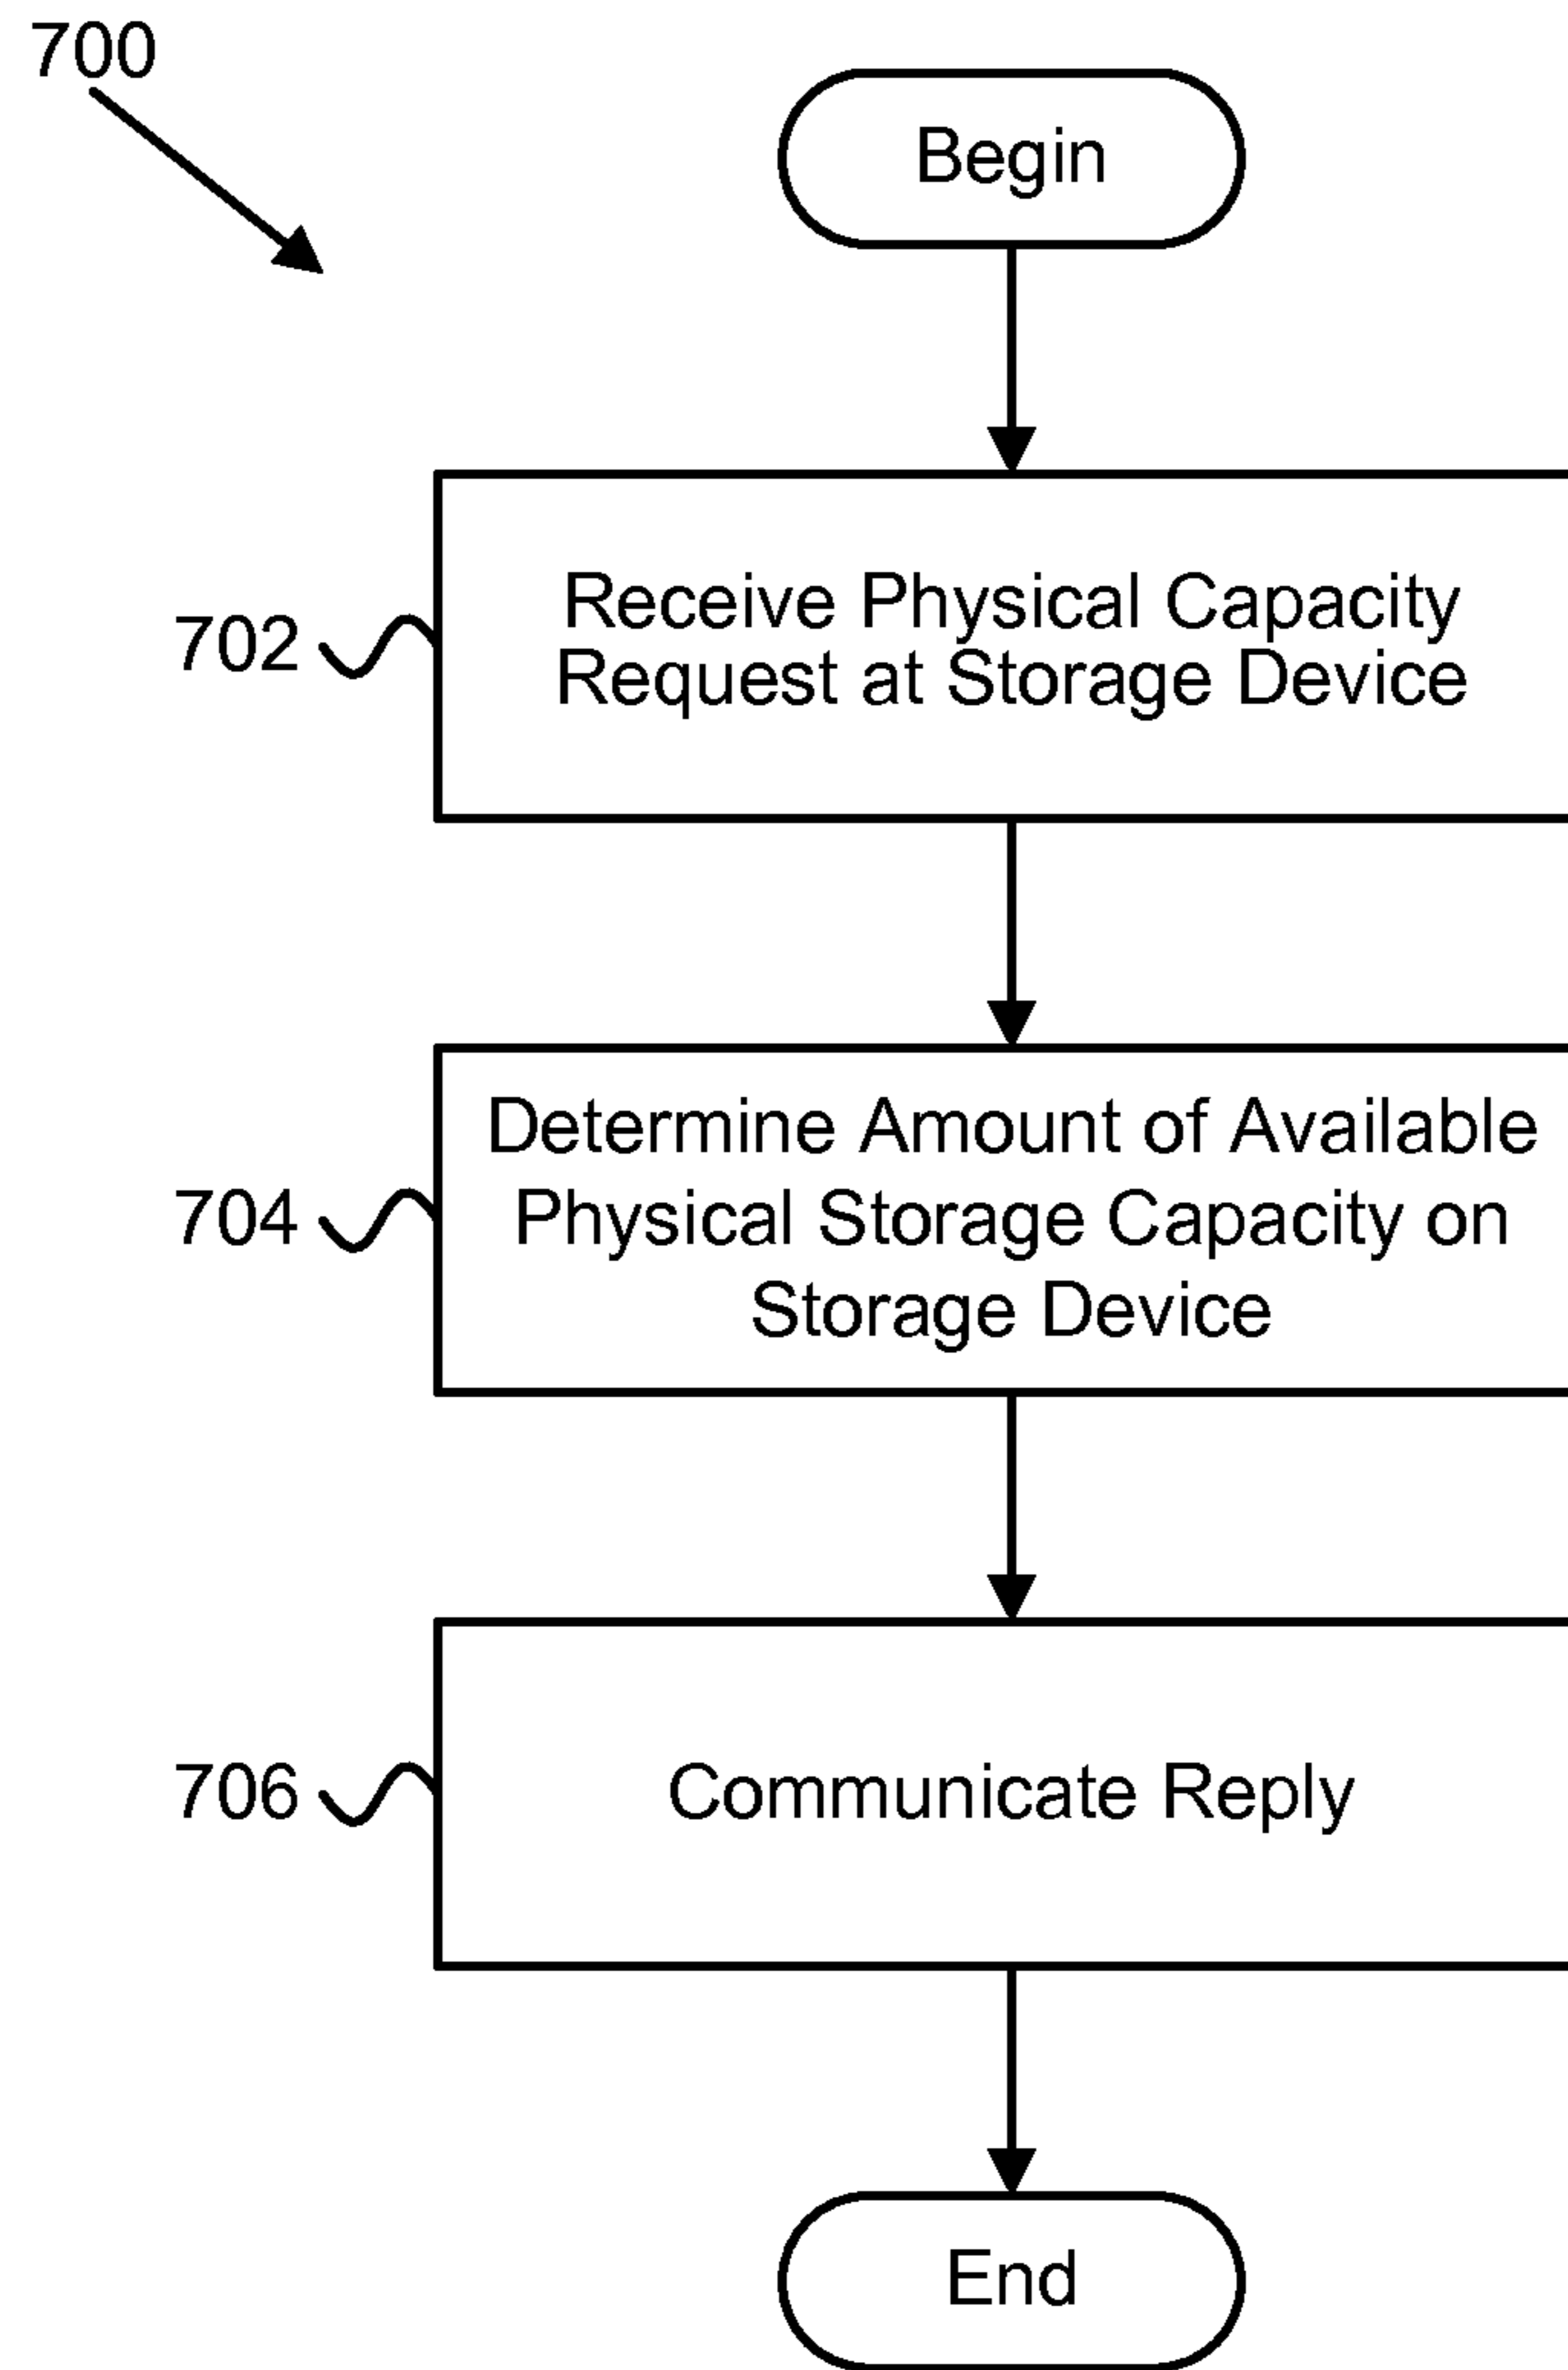 700
Begin
702
Receive Physical Capacity
Request at Storage Device
704
Determine Amount of Available
Physical Storage Capacity on
Storage Device
706
Communicate Reply
End